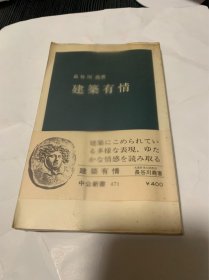 長谷川 堯著
建築有情
建築にこめられてい
る多様な表現、ゆた
かな情感を読み取る
建築有情
長谷川堯著
中公新書 471
¥400